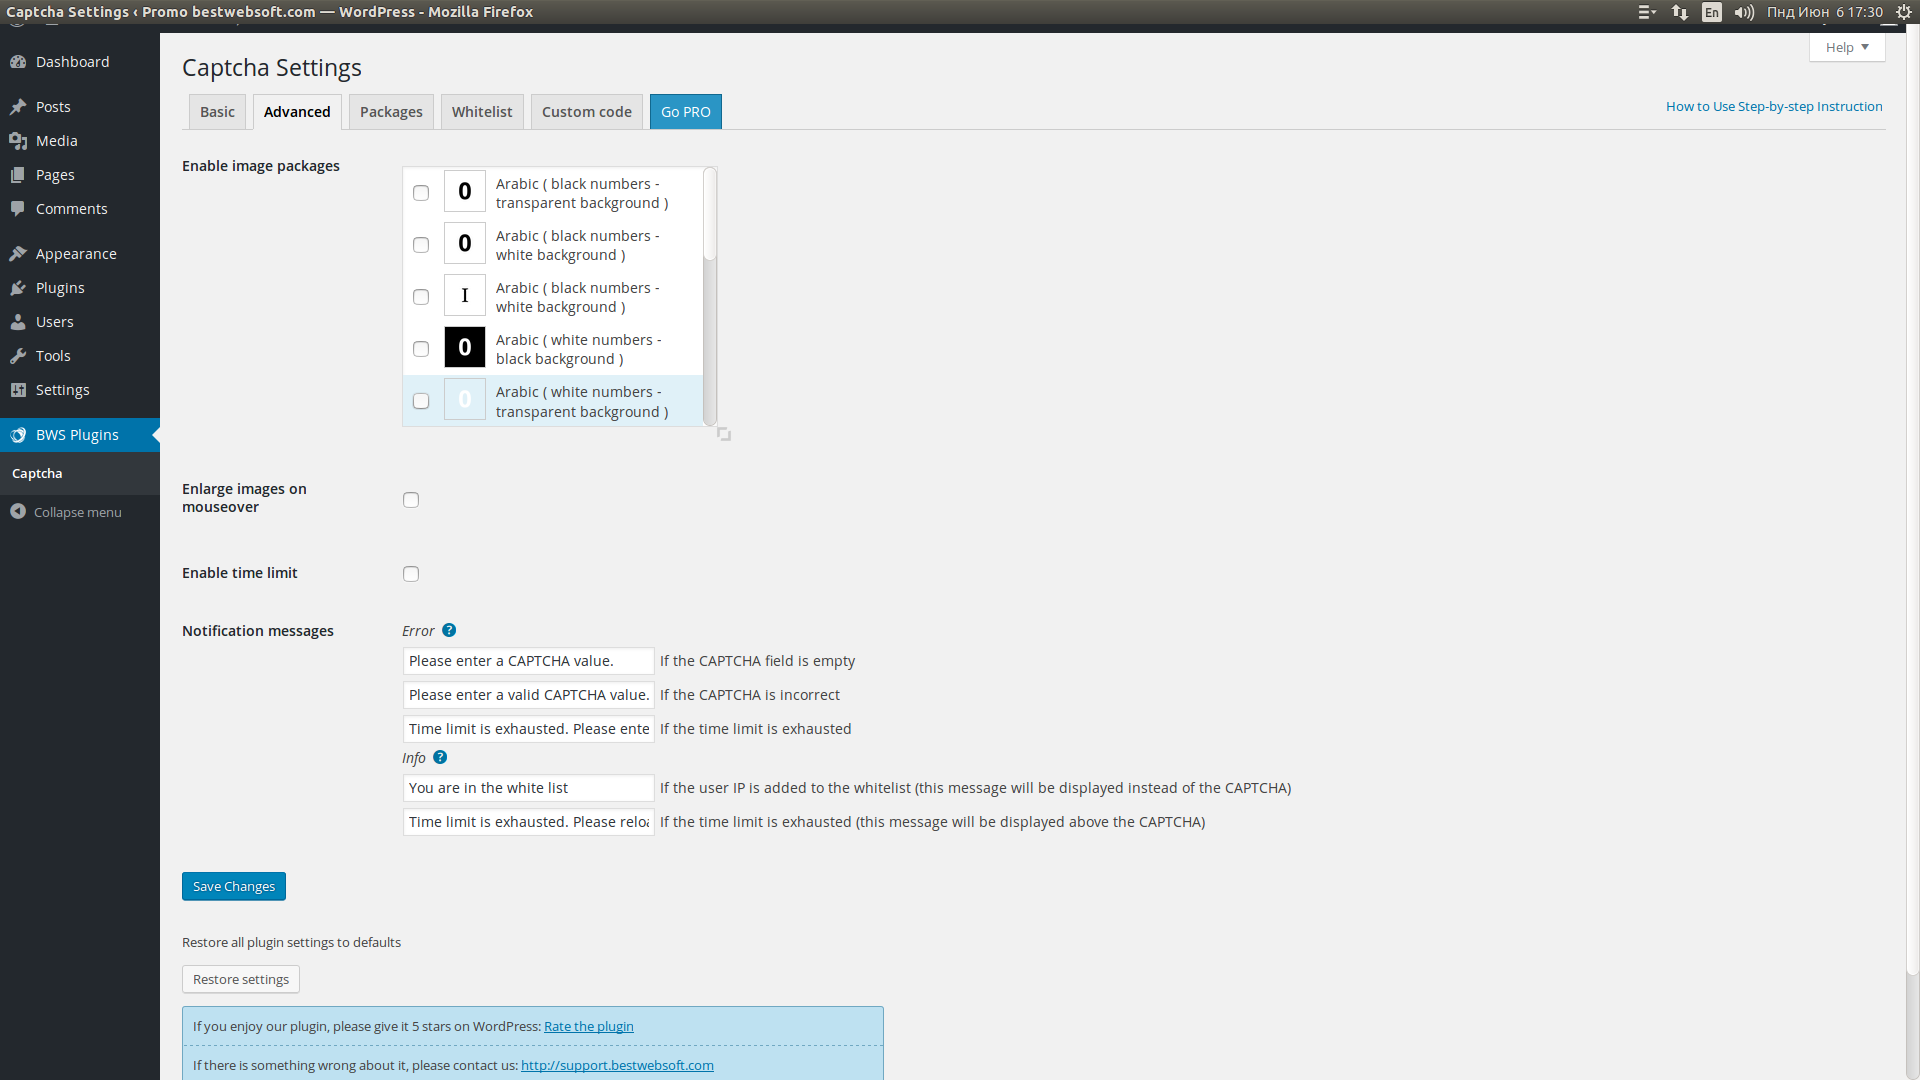 Captcha Settings ‹ Promo bestwebsoft.com — WordPress - Mozilla Firefox
En
Пнд Июн 6 17:30
Dashboard
Posts
Media
Pages
Comments
Appearance
Plugins
Users
Tools
Settings
BWS Plugins
Captcha
Collapse menu
Help
Captcha Settings
How to Use Step-by-step Instruction
Basic
Advanced
Packages
Whitelist
Custom code
Go PRO
Enable image packages
0
Arabic ( black numbers -
transparent background )
0
Arabic ( black numbers -
white background )
I
Arabic ( black numbers -
white background )
0
Arabic ( white numbers -
black background )
0
Arabic ( white numbers -
transparent background )
Enlarge images on
mouseover
Enable time limit
Notification messages
Error ?
Please enter a CAPTCHA value. If the CAPTCHA field is empty
Please enter a valid CAPTCHA value. If the CAPTCHA is incorrect
Time limit is exhausted. Please ente If the time limit is exhausted
Info ?
You are in the white list If the user IP is added to the whitelist (this message will be displayed instead of the CAPTCHA)
Time limit is exhausted. Please relo If the time limit is exhausted (this message will be displayed above the CAPTCHA)
Save Changes
Restore all plugin settings to defaults
Restore settings
If you enjoy our plugin, please give it 5 stars on WordPress: Rate the plugin
If there is something wrong about it, please contact us: http://support.bestwebsoft.com